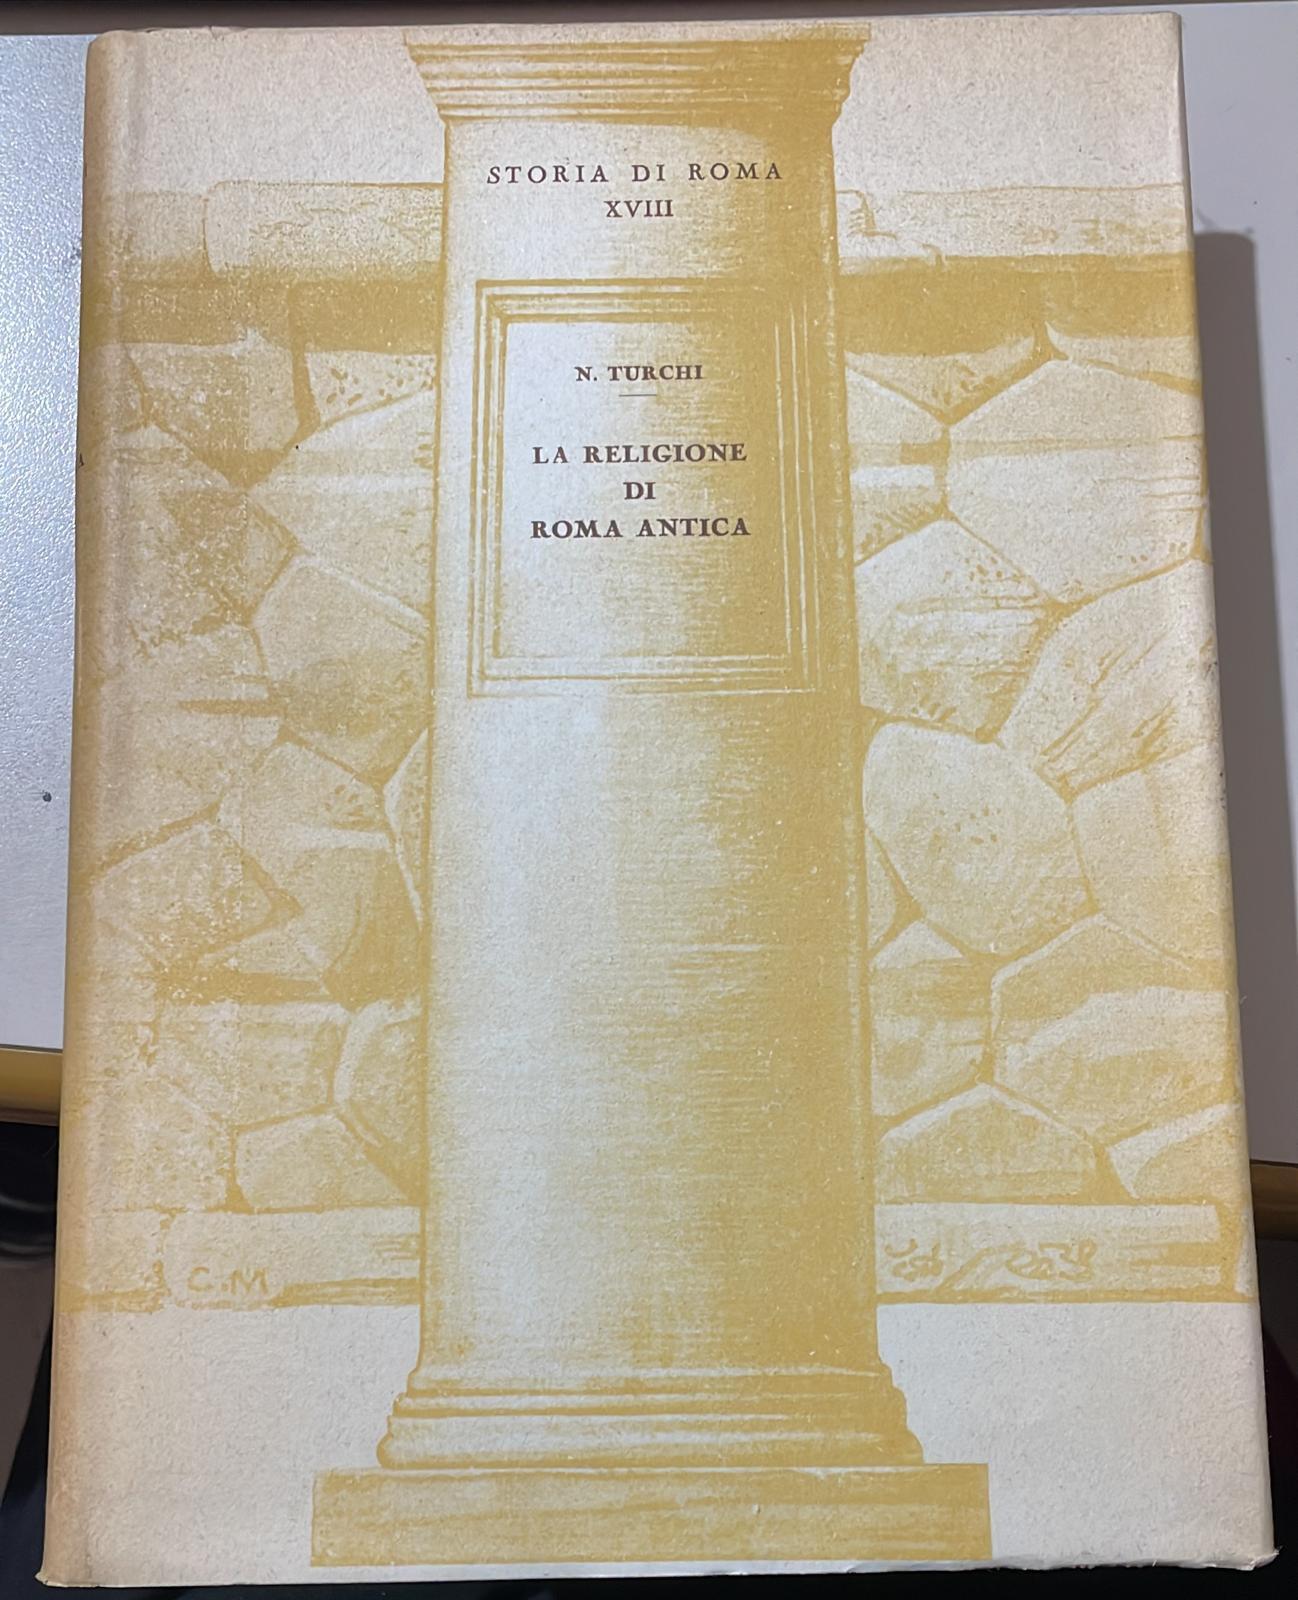 STORIA DI ROMA
XVIII
N. TURCHI
LA RELIGIONE
DI
ROMA ANTICA
C.M